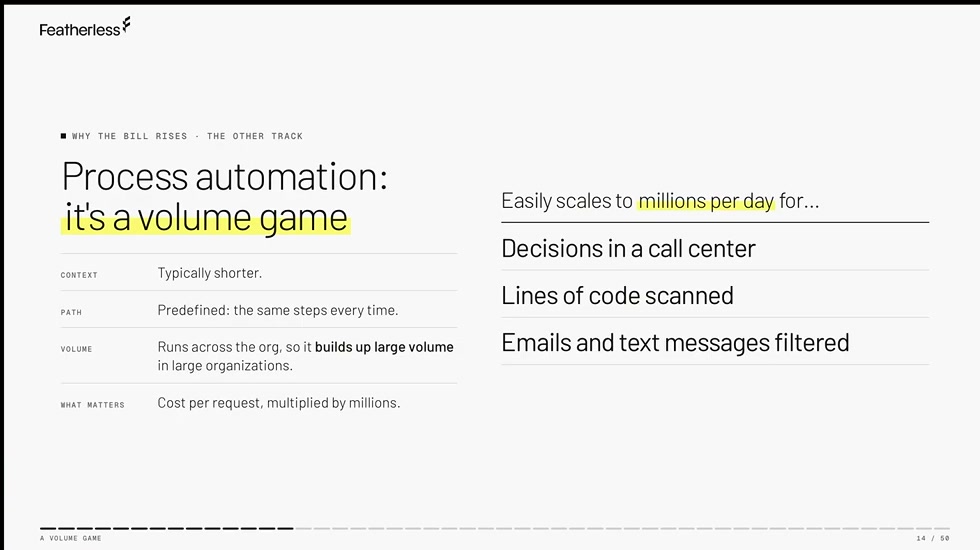 Featherless
WHY THE BILL RISES · THE OTHER TRACK
Process automation:
it's a volume game
CONTEXT
Typically shorter.
PATH
Predefined: the same steps every time.
VOLUME
Runs across the org, so it builds up large volume
in large organizations.
WHAT MATTERS
Cost per request, multiplied by millions.
Easily scales to millions per day for...
Decisions in a call center
Lines of code scanned
Emails and text messages filtered
A VOLUME GAME
14 / 50